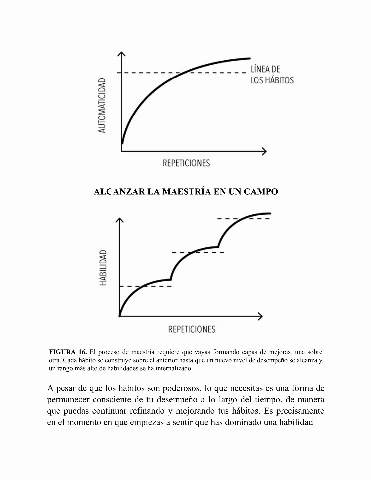 LÍNEA DE
LOS HÁBITOS
AUTOMATICIDAD
REPETICIONES
ALCANZAR LA MAESTRÍA EN UN CAMPO
HABILIDAD
REPETICIONES
FIGURA 16. El proceso de maestría requiere que vayas formando capas de mejoras, una sobre
otra. Cada hábito se construye sobre el anterior hasta que un nuevo nivel de desempeño se alcanza y
un rango más alto de habilidades se ha internalizado.
A pesar de que los hábitos son poderosos, lo que necesitas es una forma de
permanecer consciente de tu desempeño a lo largo del tiempo, de manera
que puedas continuar refinando y mejorando tus hábitos. Es precisamente
en el momento en que empiezas a sentir que has dominado una habilidad